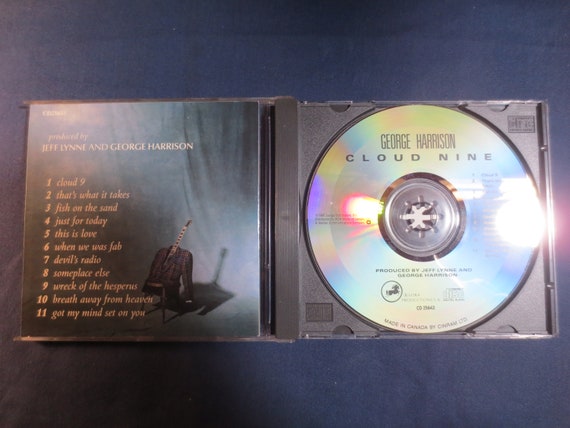 produced by
JEFF LYNNE AND GEORGE HARRISON
1 cloud 9
2 that's what it takes
3 fish on the sand
4 just for today
5 this is love
6 when we was fab
7 devil's radio
8 someplace else
9 wreck of the hesperus
10 breath away from heaven
11 got my mind set on you
GEORGE HARRISON
CLOUD NINE
PRODUCED BY JEFF LYNNE AND
GEORGE HARRISON
MADE IN CANADA BY CINRAM LTD.